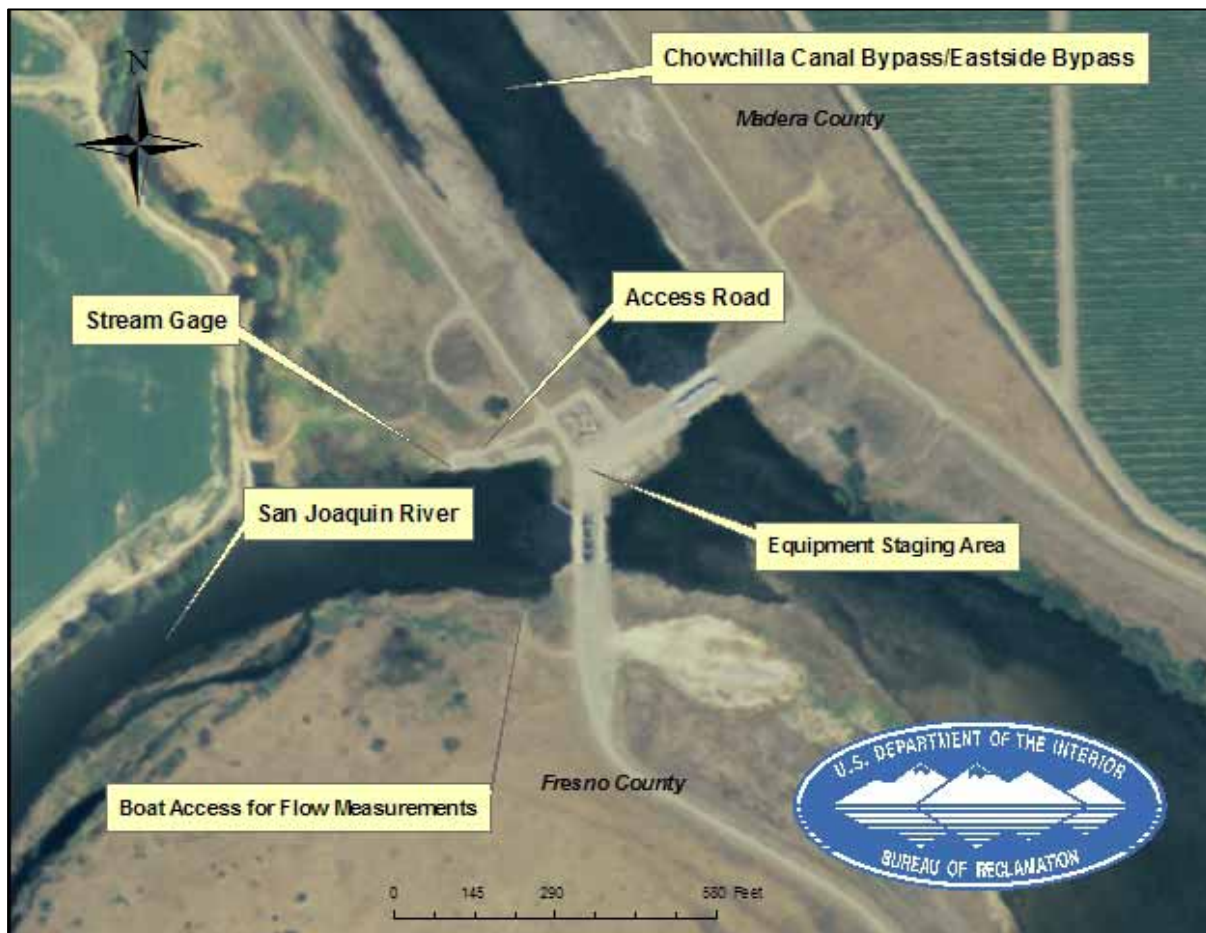 N
Chowchilla Canal Bypass/Eastside Bypass
Madera County
Access Road
Stream Gage
San Joaquin River
Equipment Staging Area
Fresno County
Boat Access for Flow Measurements
U.S. DEPARTMENT OF THE INTERIOR
BUREAU OF RECLAMATION
0 145 290 580 Feet